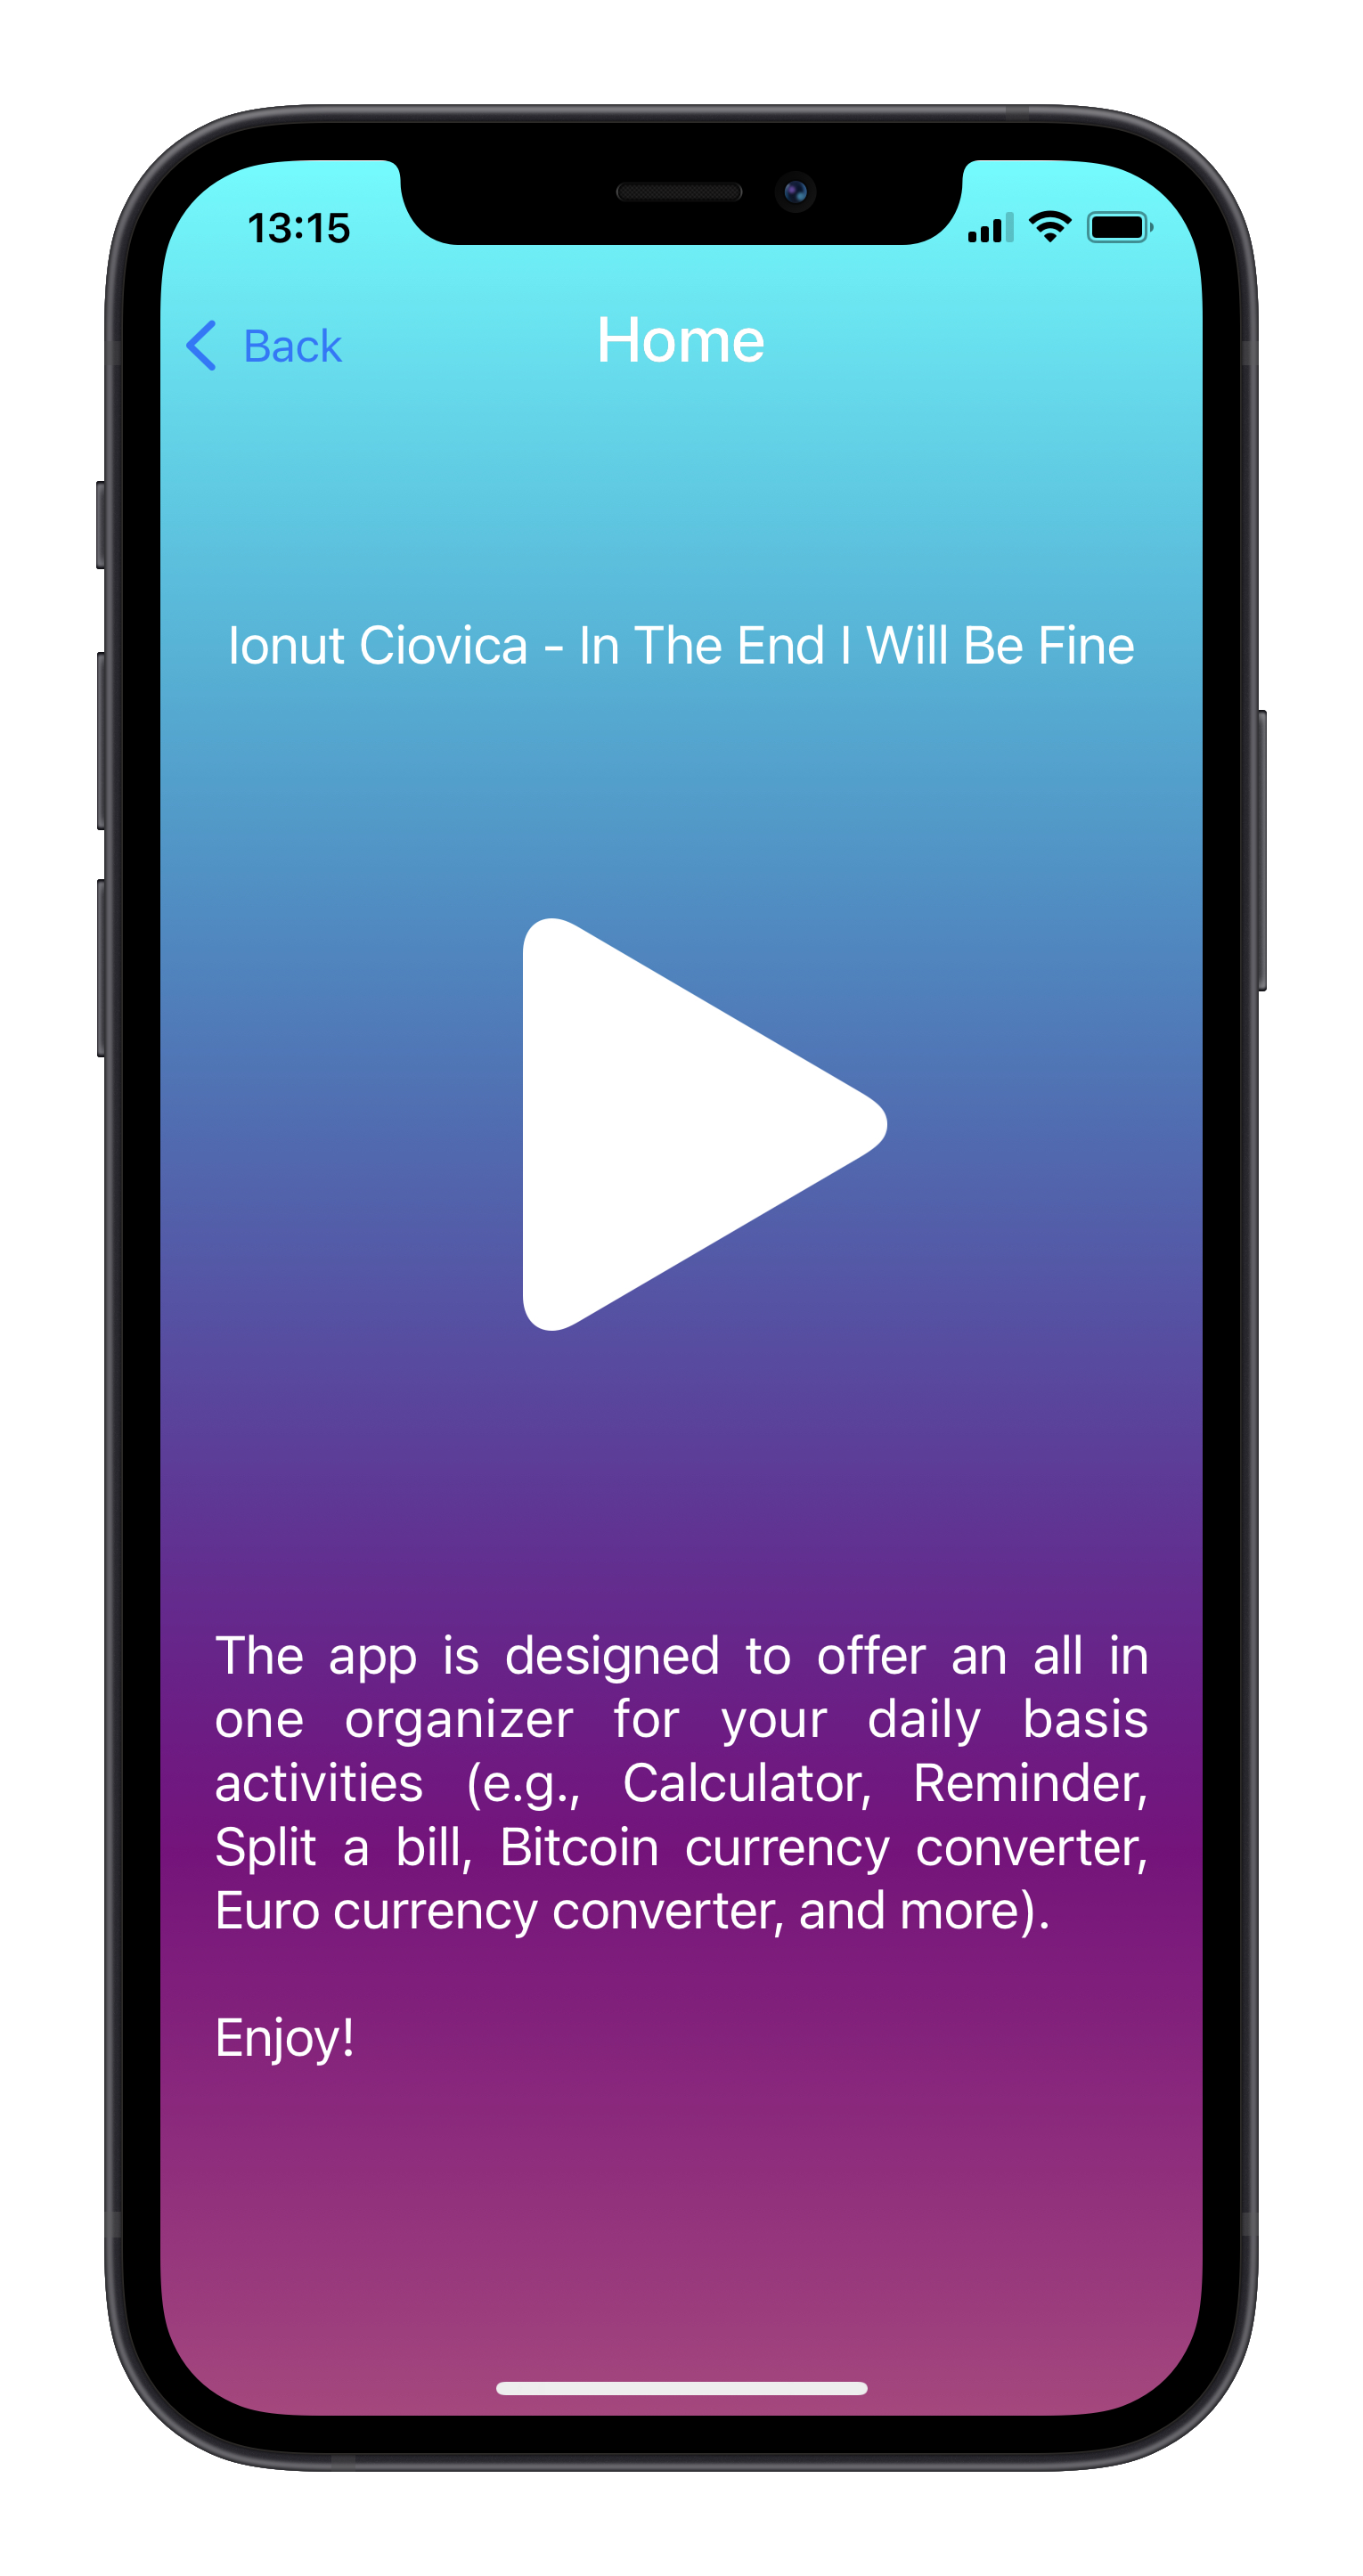 13:15
Back
Home
Ionut Ciovica - In The End I Will Be Fine
The app is designed to offer an all in
one organizer for your daily basis
activities (e.g., Calculator, Reminder,
Split a bill, Bitcoin currency converter,
Euro currency converter, and more).
Enjoy!